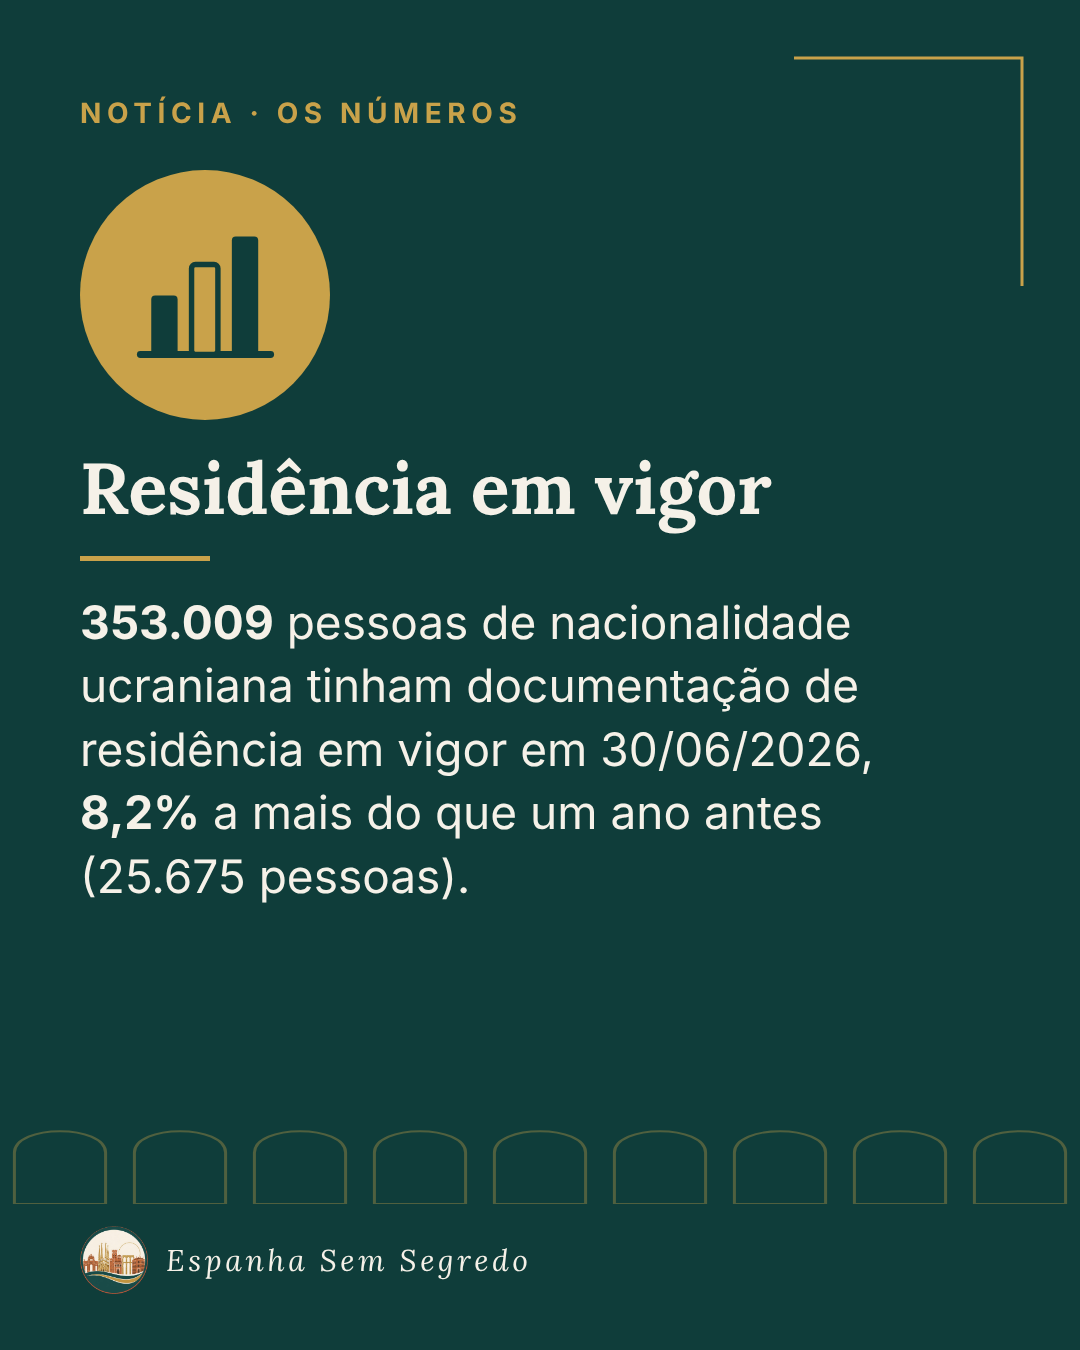 NOTÍCIA · OS NÚMEROS
Residência em vigor
353.009 pessoas de nacionalidade
ucraniana tinham documentação de
residência em vigor em 30/06/2026,
8,2% a mais do que um ano antes
(25.675 pessoas).
Espanha Sem Segredo